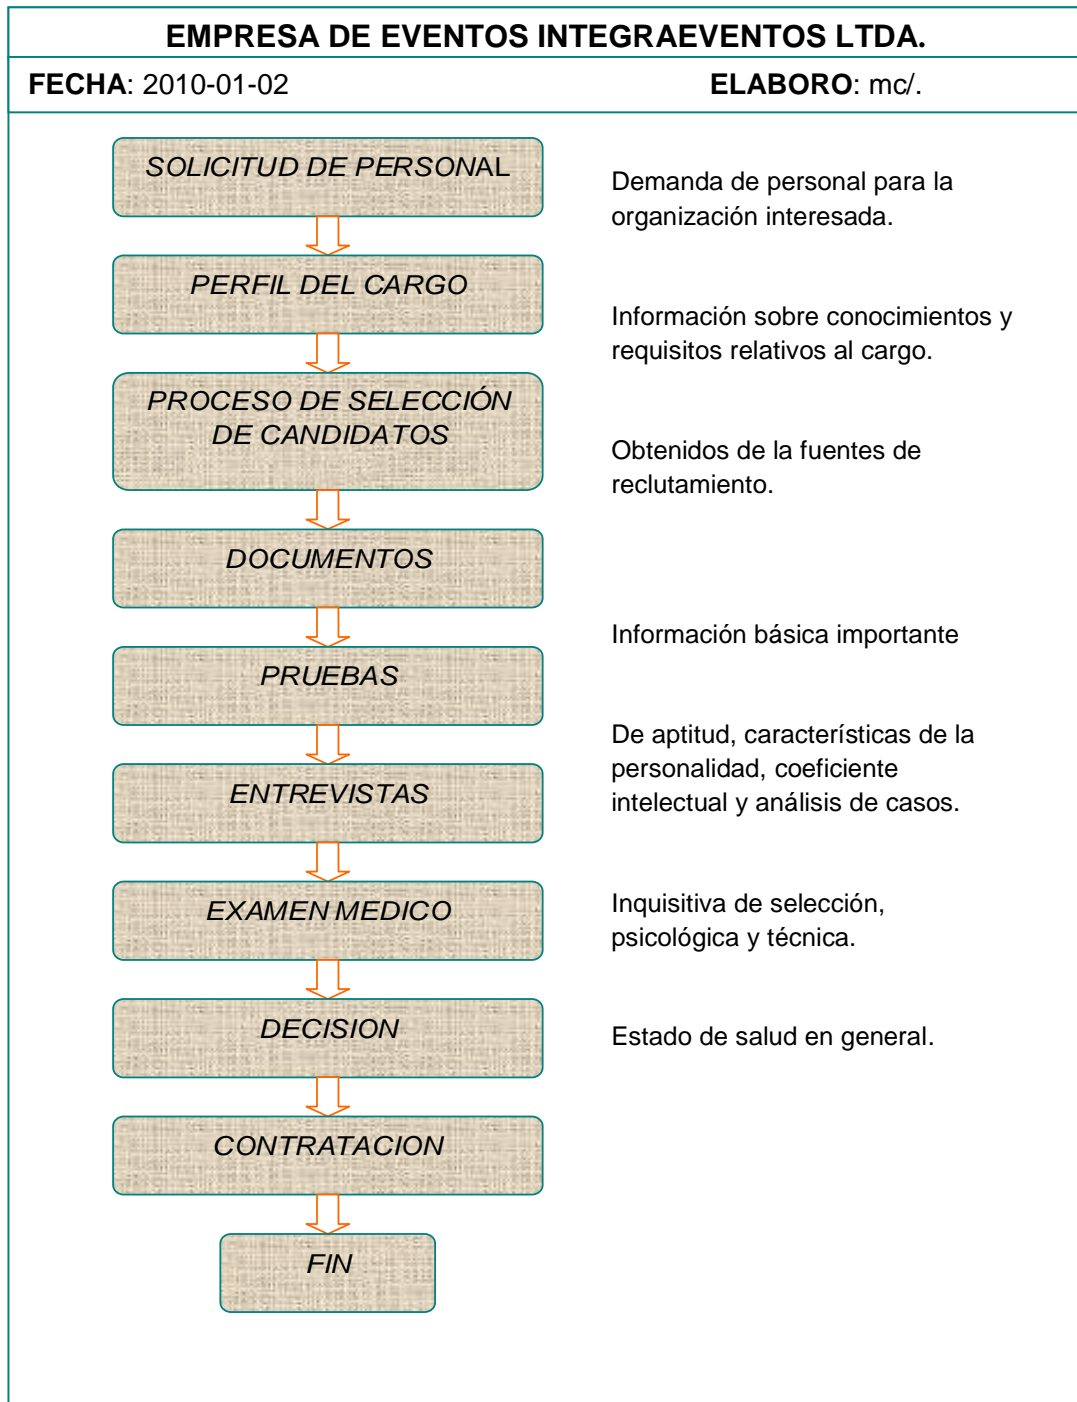 EMPRESA DE EVENTOS INTEGRAEVENTOS LTDA.
FECHA: 2010-01-02 ELABORO: mc/.
SOLICITUD DE PERSONAL
Demanda de personal para la
organización interesada.
PERFIL DEL CARGO
Información sobre conocimientos y
requisitos relativos al cargo.
PROCESO DE SELECCIÓN
DE CANDIDATOS
Obtenidos de la fuentes de
reclutamiento.
DOCUMENTOS
Información básica importante
PRUEBAS
De aptitud, características de la
personalidad, coeficiente
intelectual y análisis de casos.
ENTREVISTAS
Inquisitiva de selección,
psicológica y técnica.
EXAMEN MEDICO
Estado de salud en general.
DECISION
CONTRATACION
FIN